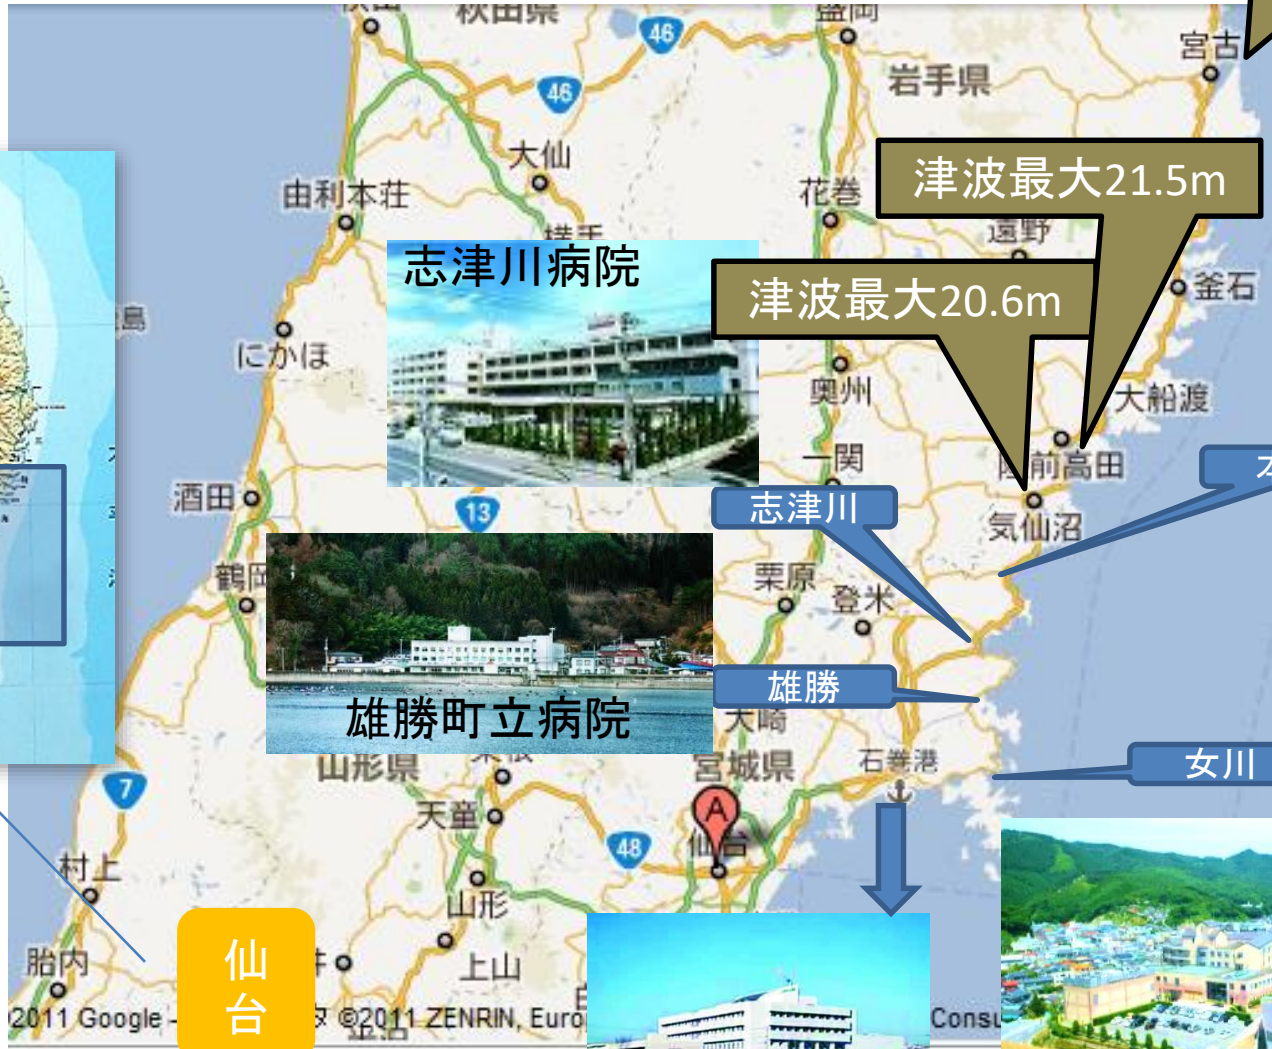 秋田県
盛岡
46
宮古
岩手県
46
大仙
津波最大21.5m
由利本荘
花巻
横手
遠野
志津川病院
津波最大20.6m
釜石
島
にかほ
奥州
大船渡
一関
前高田
酒田
志津川
13
気仙沼
鶴岡
栗原
登米
雄勝
雄勝町立病院
大崎
山形県
宮城県
石巻港
女川
7
天童
A
48
仙台
村上
山形
仙
台
胎内
上山
2011 Google -
©2011 ZENRIN, Euro
Consu